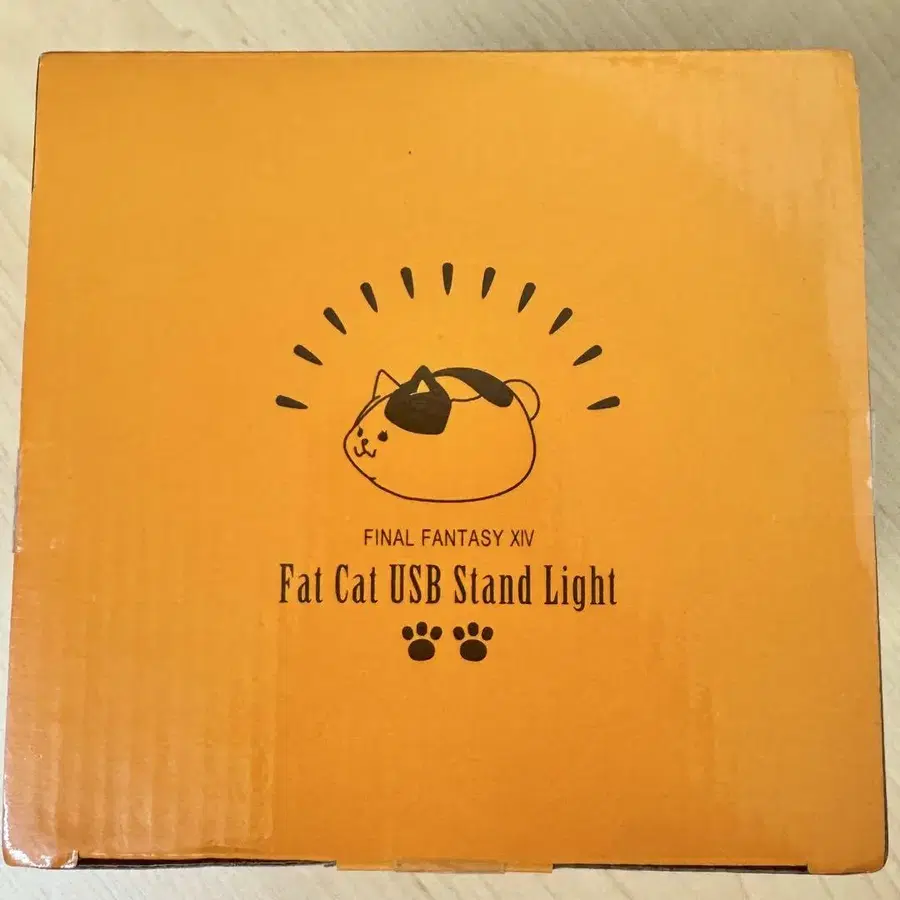 FINAL FANTASY XIV
Fat Cat USB Stand Light